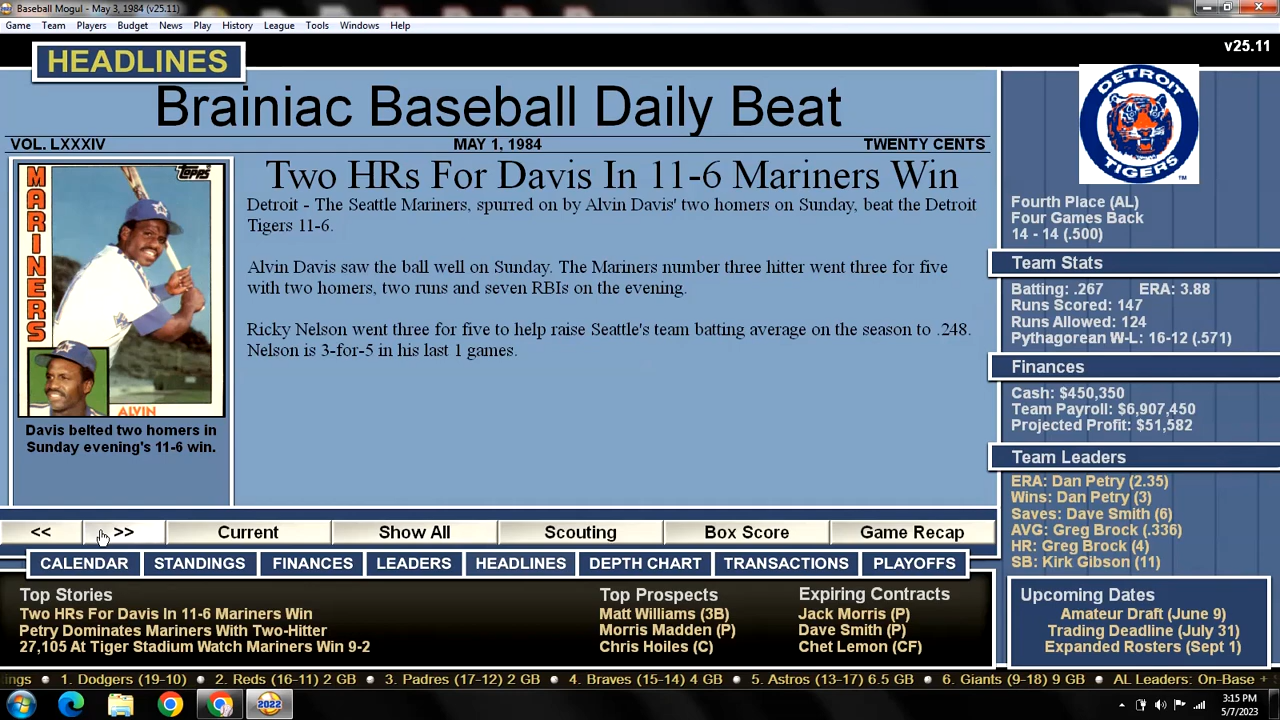 Baseball Mogul - May 3, 1984 (v25.11)
Game Team Players Budget News Play History League Tools Windows Help
HEADLINES
v25.11
Brainiac Baseball Daily Beat
VOL. LXXXIV MAY 1, 1984 TWENTY CENTS
MARINERS
TOPPS
ALVIN
Davis belted two homers in
Sunday evening's 11-6 win.
Two HRs For Davis In 11-6 Mariners Win
Detroit - The Seattle Mariners, spurred on by Alvin Davis' two homers on Sunday, beat the Detroit
Tigers 11-6.
Alvin Davis saw the ball well on Sunday. The Mariners number three hitter went three for five
with two homers, two runs and seven RBIs on the evening.
Ricky Nelson went three for five to help raise Seattle's team batting average on the season to .248.
Nelson is 3-for-5 in his last 1 games.
DETROIT
TIGERS
TM
Fourth Place (AL)
Four Games Back
14 - 14 (.500)
Team Stats
Batting: .267 ERA: 3.88
Runs Scored: 147
Runs Allowed: 124
Pythagorean W-L: 16-12 (.571)
Finances
Cash: $450,350
Team Payroll: $6,907,450
Projected Profit: $51,582
Team Leaders
ERA: Dan Petry (2.35)
Wins: Dan Petry (3)
Saves: Dave Smith (6)
AVG: Greg Brock (.336)
HR: Greg Brock (4)
SB: Kirk Gibson (11)
<< >> Current Show All Scouting Box Score Game Recap
CALENDAR STANDINGS FINANCES LEADERS HEADLINES DEPTH CHART TRANSACTIONS PLAYOFFS
Top Stories
Two HRs For Davis In 11-6 Mariners Win
Petry Dominates Mariners With Two-Hitter
27,105 At Tiger Stadium Watch Mariners Win 9-2
Top Prospects
Matt Williams (3B)
Morris Madden (P)
Chris Hoiles (C)
Expiring Contracts
Jack Morris (P)
Dave Smith (P)
Chet Lemon (CF)
Upcoming Dates
Amateur Draft (June 9)
Trading Deadline (July 31)
Expanded Rosters (Sept 1)
ings • 1. Dodgers (19-10) • 2. Reds (16-11) 2 GB • 3. Padres (17-12) 2 GB • 4. Braves (15-14) 4 GB • 5. Astros (13-17) 6.5 GB • 6. Giants (9-18) 9 GB • AL Leaders: On-Base +
2022
3:15 PM
5/7/2023